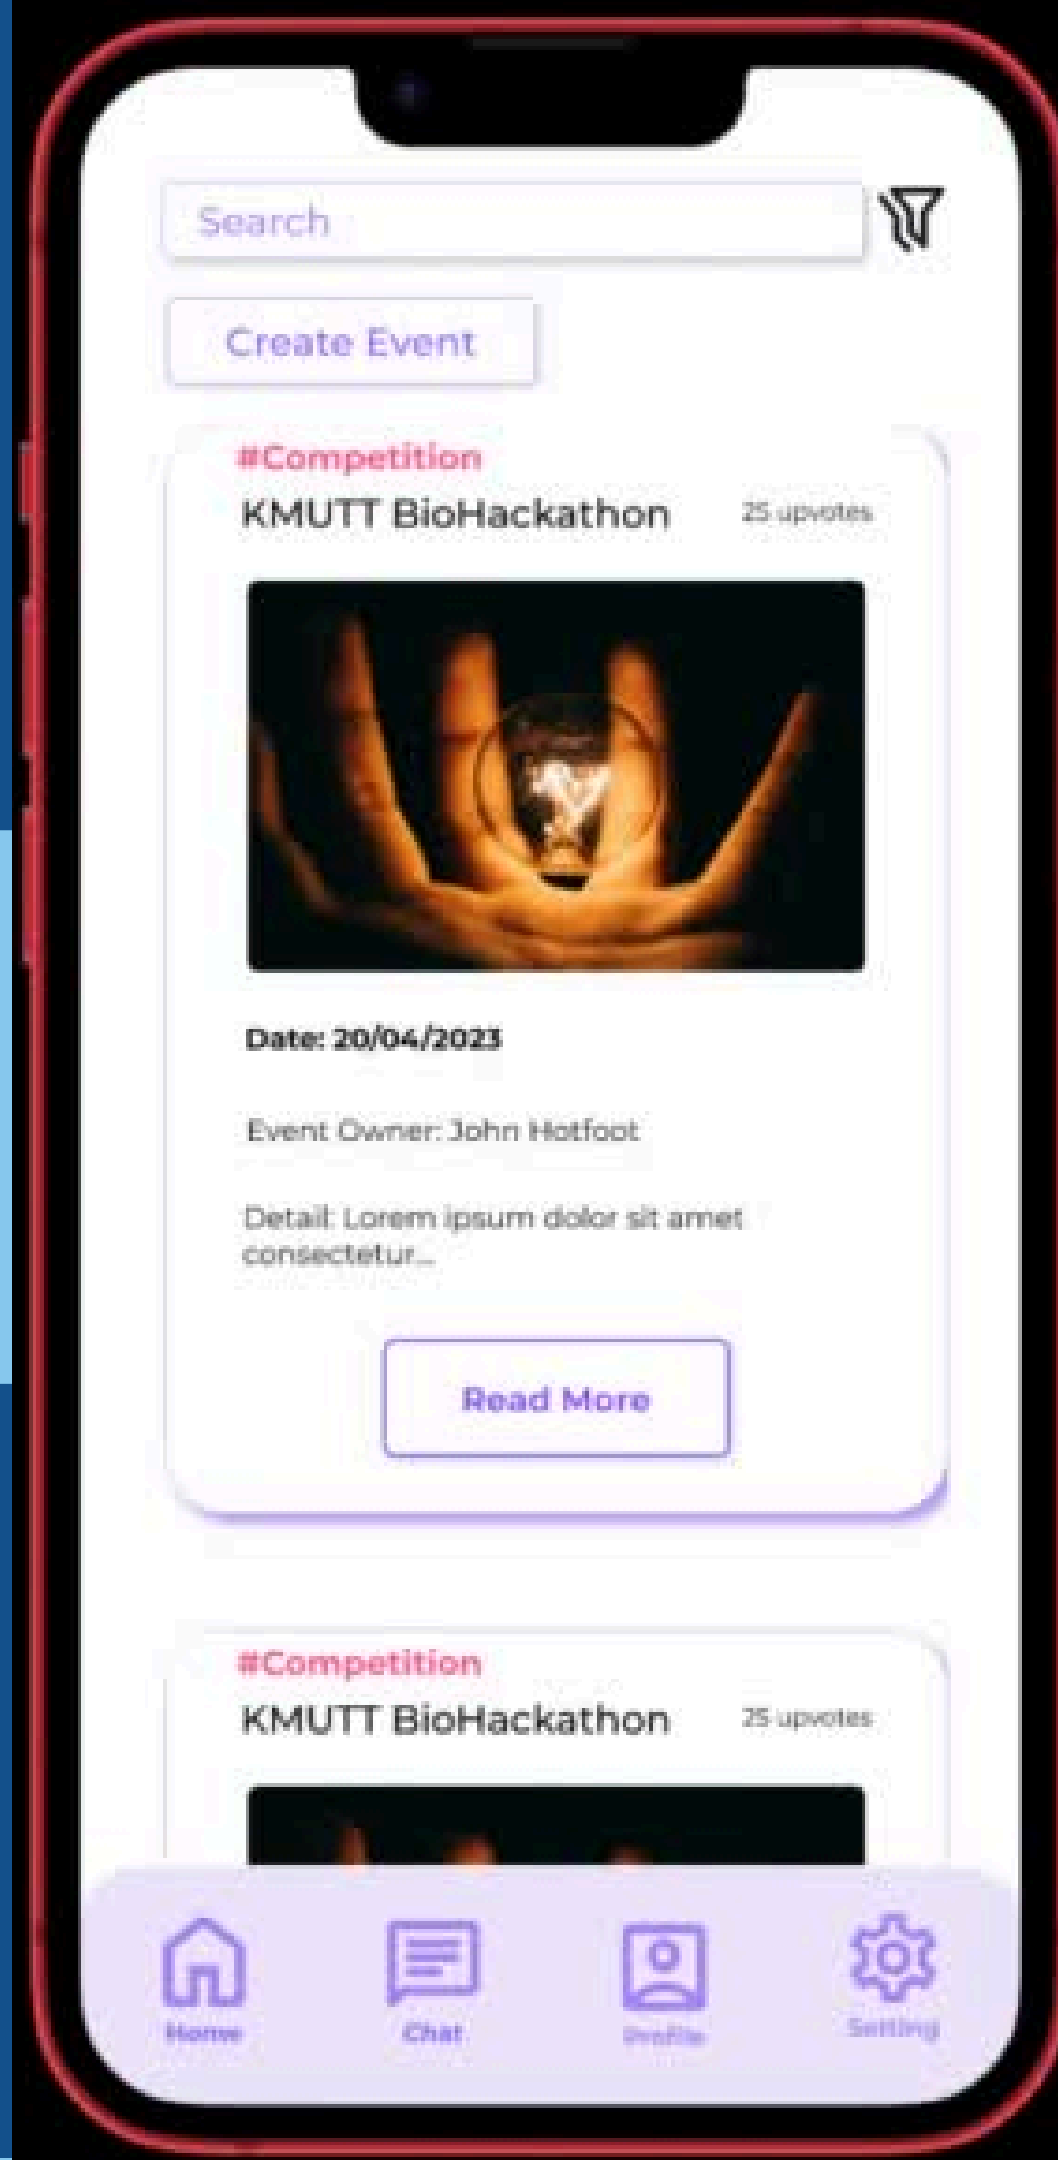 Search
Create Event
#Competition
KMUTT BioHackathon
25 upvotes
Date: 20/04/2023
Event Owner: John Hotfoot
Detail: Lorem ipsum dolor sit amet
consectetur...
Read More
#Competition
KMUTT BioHackathon
25 upvotes
Home
Chat
Profile
Setting